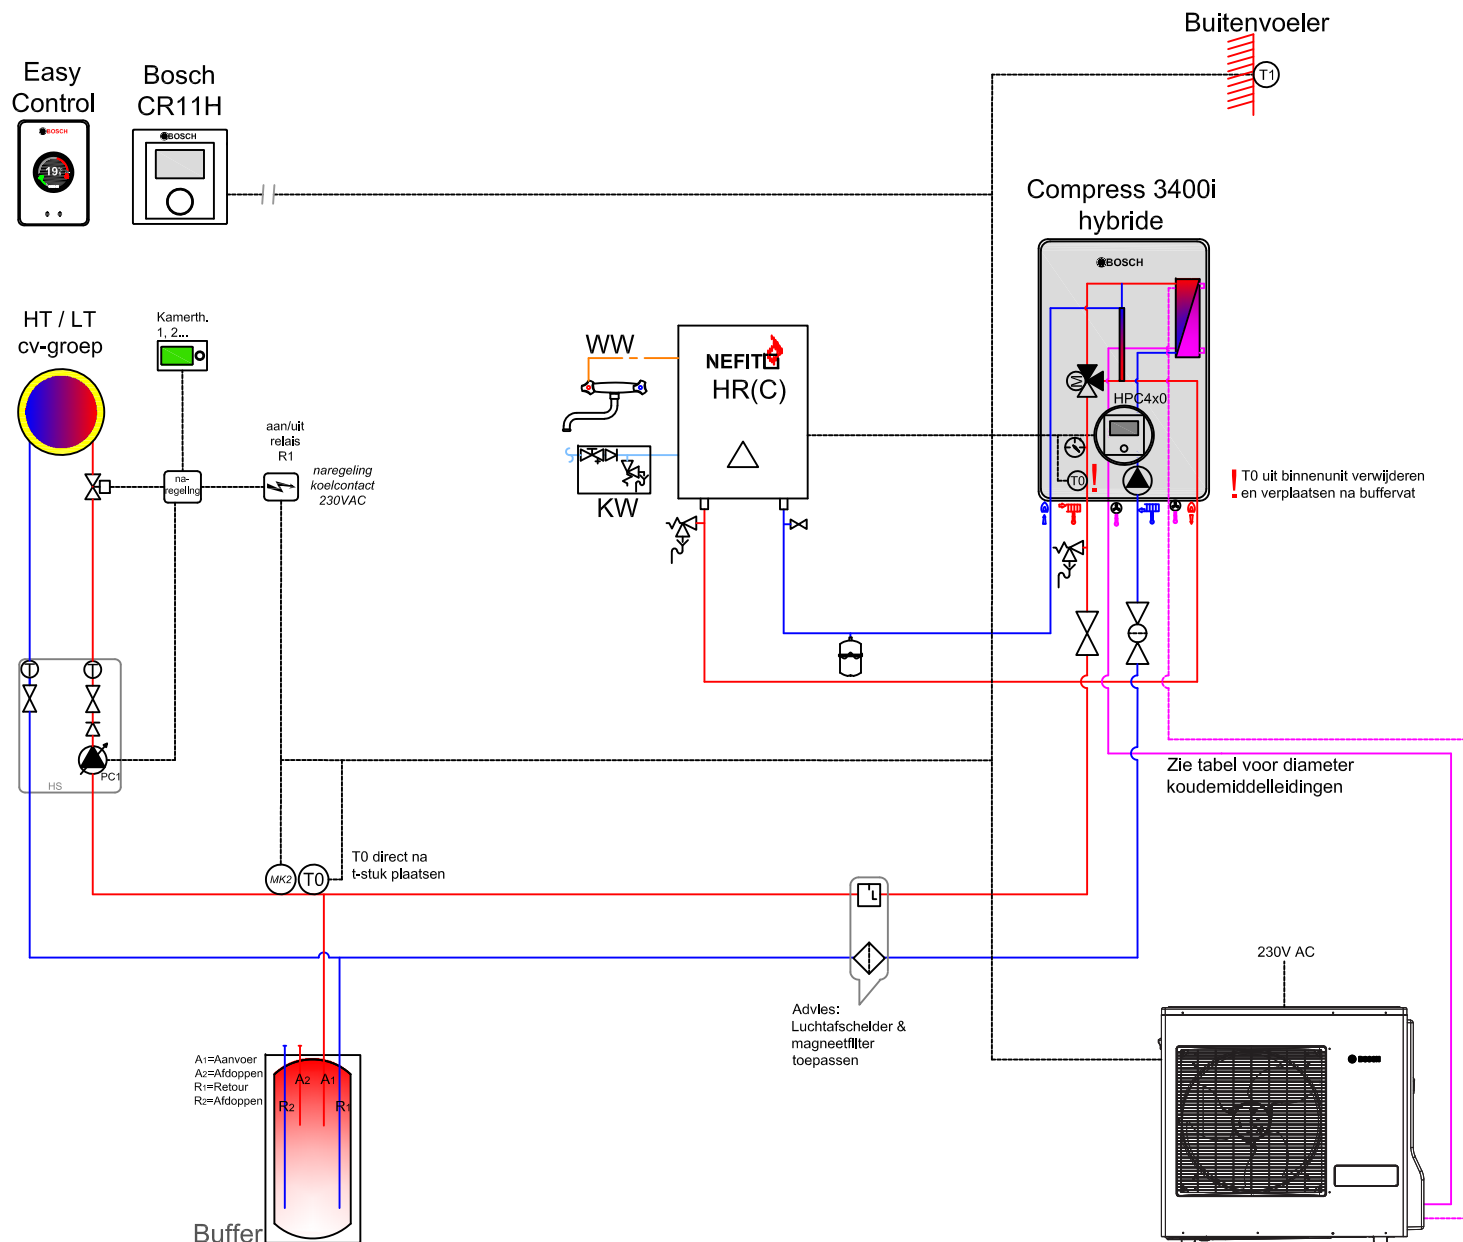 Buitenvoeler
T1
Easy
Control
BOSCH
19
Bosch
CR11H
BOSCH
Compress 3400i
hybride
BOSCH
HT / LT
cv-groep
Kamerth.
1, 2...
WW
NEFIT
HR(C)
M
HPC4x0
aan/uit
relais
R1
naregeling
koelcontact
230VAC
na-
regeling
KW
T0
!
! T0 uit binnenunit verwijderen
en verplaatsen na buffervat
T
T
PC1
HS
Zie tabel voor diameter
koudemiddelleidingen
MK2
T0
T0 direct na
t-stuk plaatsen
L
230V AC
Advies:
Luchtafscheider &
magneetfilter
toepassen
BOSCH
A1=Aanvoer
A2=Afdoppen
R1=Retour
R2=Afdoppen
A2
A1
R2
R1
Buffer